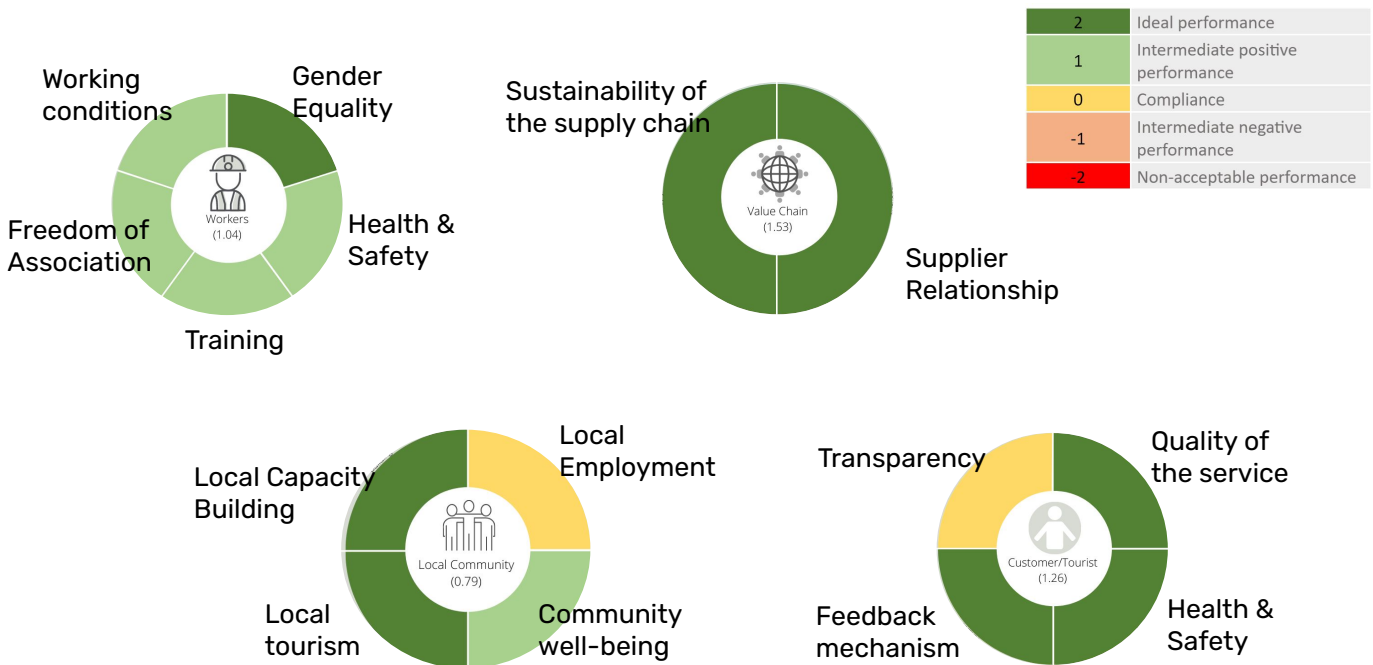 2 Ideal performance
1 Intermediate positive
performance
0 Compliance
-1 Intermediate negative
performance
-2 Non-acceptable performance
Working
conditions
Gender
Equality
Workers
(1.04)
Freedom of
Association
Health &
Safety
Training
Sustainability of
the supply chain
Value Chain
(1.53)
Supplier
Relationship
Local Capacity
Building
Local
Employment
Local Community
(0.79)
Local
tourism
Community
well-being
Transparency
Quality of
the service
Customer/Tourist
(1.26)
Feedback
mechanism
Health &
Safety